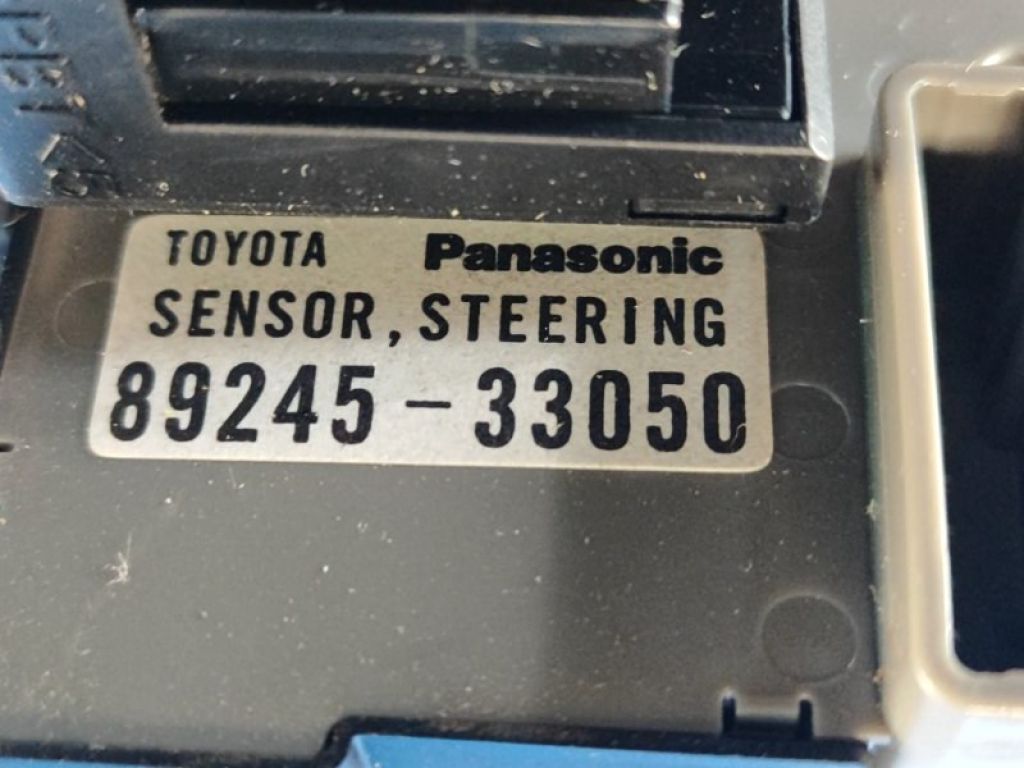 TOYOTA Panasonic
SENSOR, STEERING
89245-33050